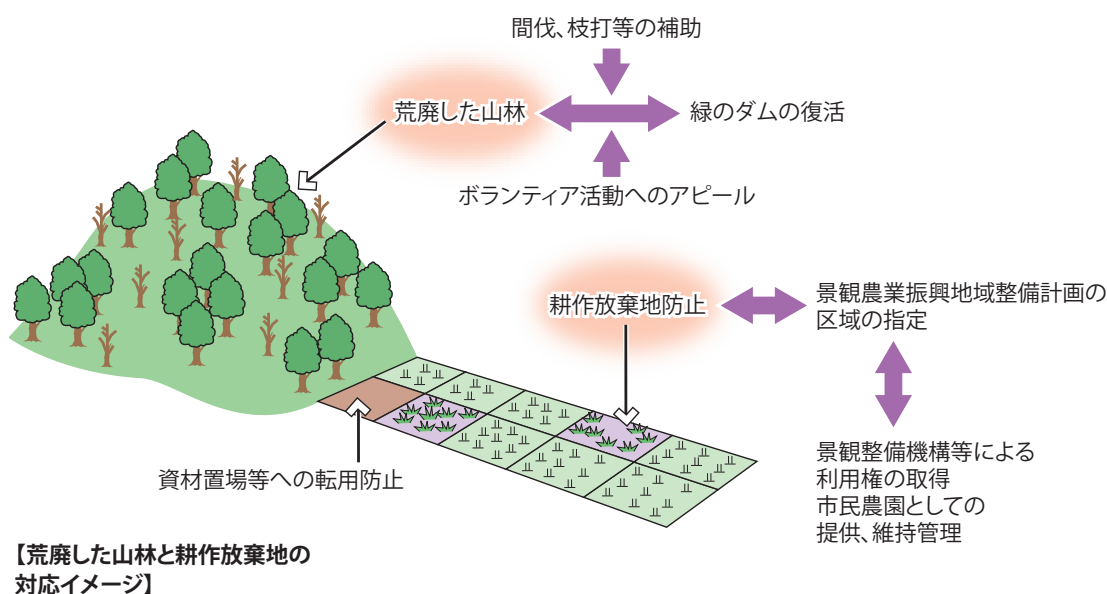 間伐、枝打等の補助
荒廃した山林
緑のダムの復活
ボランティア活動へのアピール
耕作放棄地防止
景観農業振興地域整備計画の
区域の指定
景観整備機構等による
利用権の取得
市民農園としての
提供、維持管理
資材置場等への転用防止
【荒廃した山林と耕作放棄地の
対応イメージ】